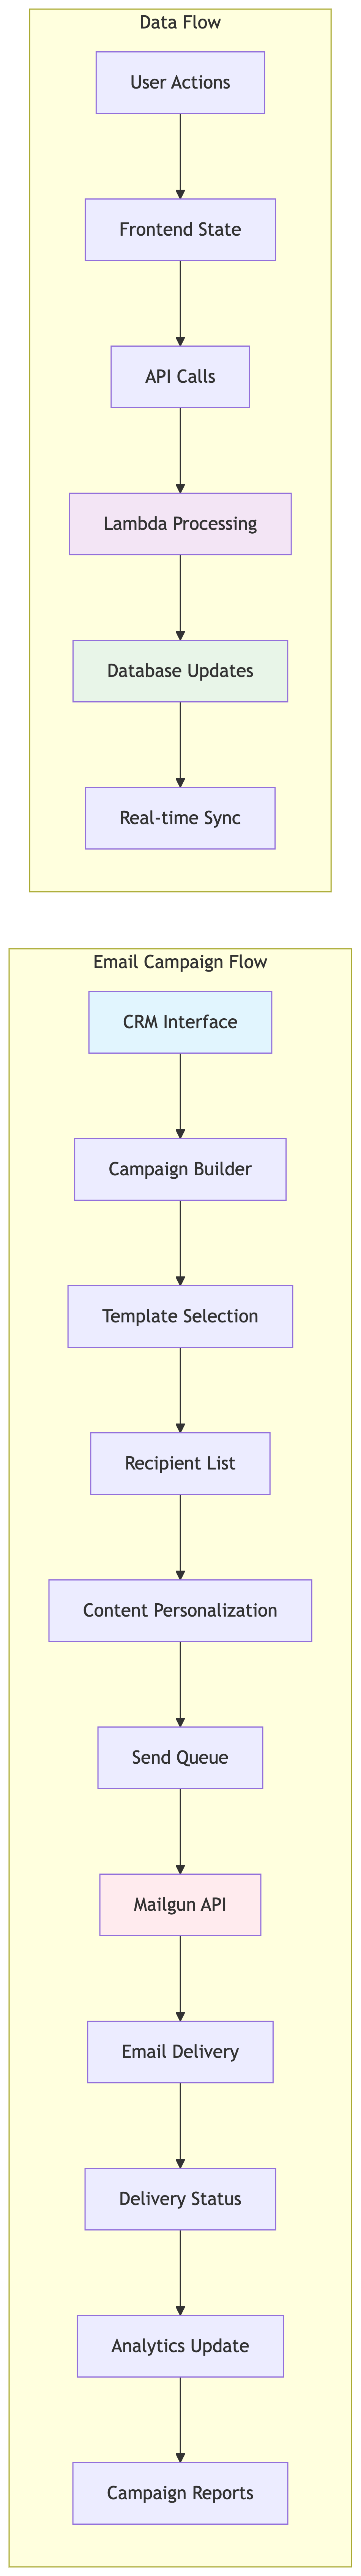 Data Flow
User Actions
Frontend State
API Calls
Lambda Processing
Database Updates
Real-time Sync
Email Campaign Flow
CRM Interface
Campaign Builder
Template Selection
Recipient List
Content Personalization
Send Queue
Mailgun API
Email Delivery
Delivery Status
Analytics Update
Campaign Reports